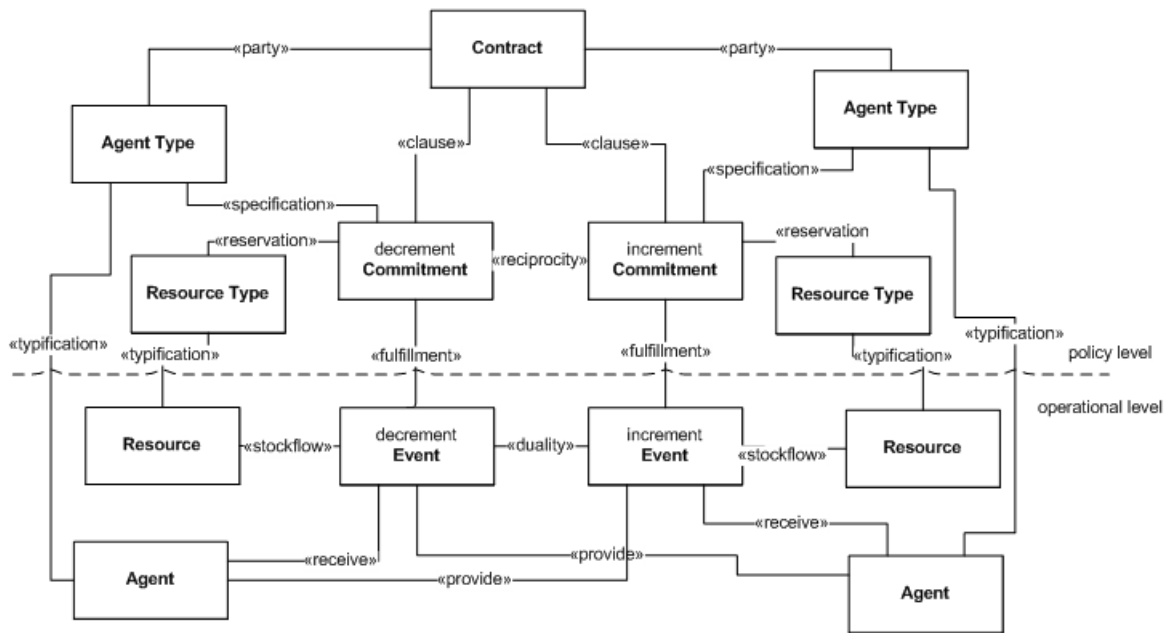 Contract
«party»
«party»
Agent Type
Agent Type
«clause»
«clause»
«specification»
«specification»
«reservation»
decrement
Commitment
«reciprocity»
increment
Commitment
«reservation
Resource Type
Resource Type
«typification»
«typification»
«fulfillment»
«fulfillment»
«typification»
«typification»
policy level
operational level
Resource
«stockflow»
decrement
Event
«duality»
increment
Event
«stockflow»
Resource
«receive»
«receive»
«provide»
Agent
«provide»
Agent